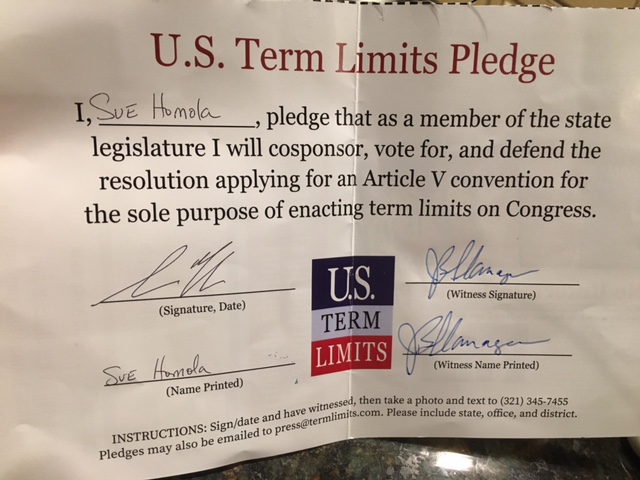 U.S. Term Limits Pledge
I, Sue Homola, pledge that as a member of the state
legislature I will cosponsor, vote for, and defend the
resolution applying for an Article V convention for
the sole purpose of enacting term limits on Congress.
(Signature, Date)
Sue Homola
(Name Printed)
U.S.
TERM
LIMITS
(Witness Signature)
(Witness Name Printed)
INSTRUCTIONS: Sign/date and have witnessed, then take a photo and text to (321) 345-7455
Pledges may also be emailed to press@termlimits.com. Please include state, office, and district.